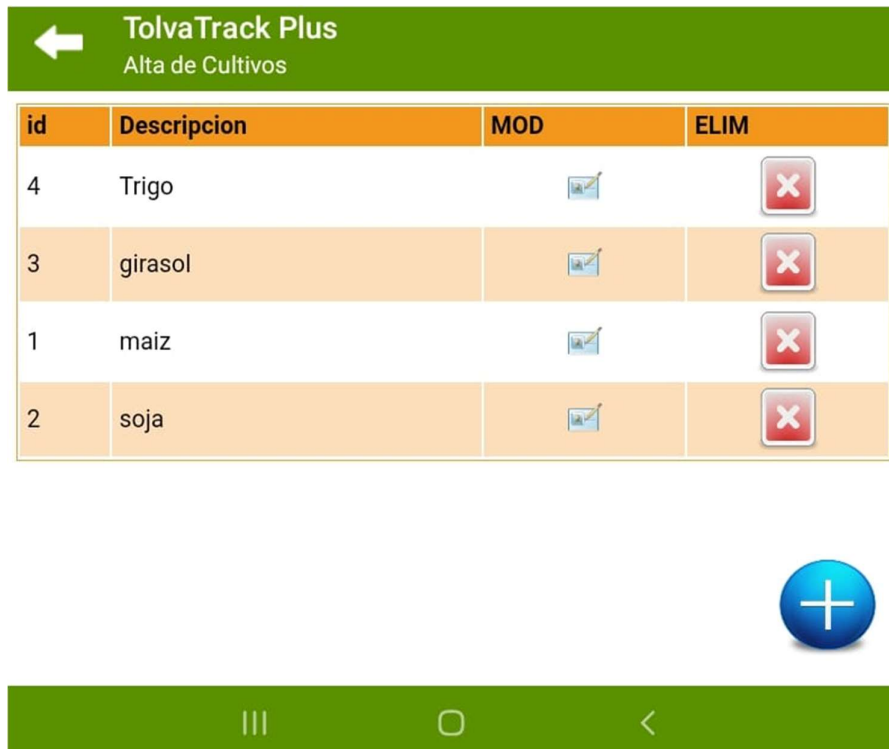 TolvaTrack Plus
Alta de Cultivos
id Descripcion MOD ELIM
4 Trigo
3 girasol
1 maiz
2 soja